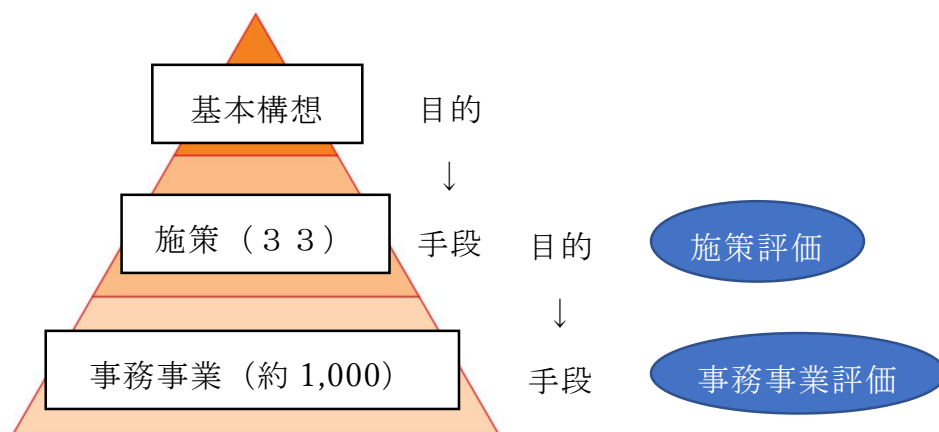 基本構想
目的
↓
施策（３３）
手段
目的
施策評価
↓
事務事業（約 1,000）
手段
事務事業評価